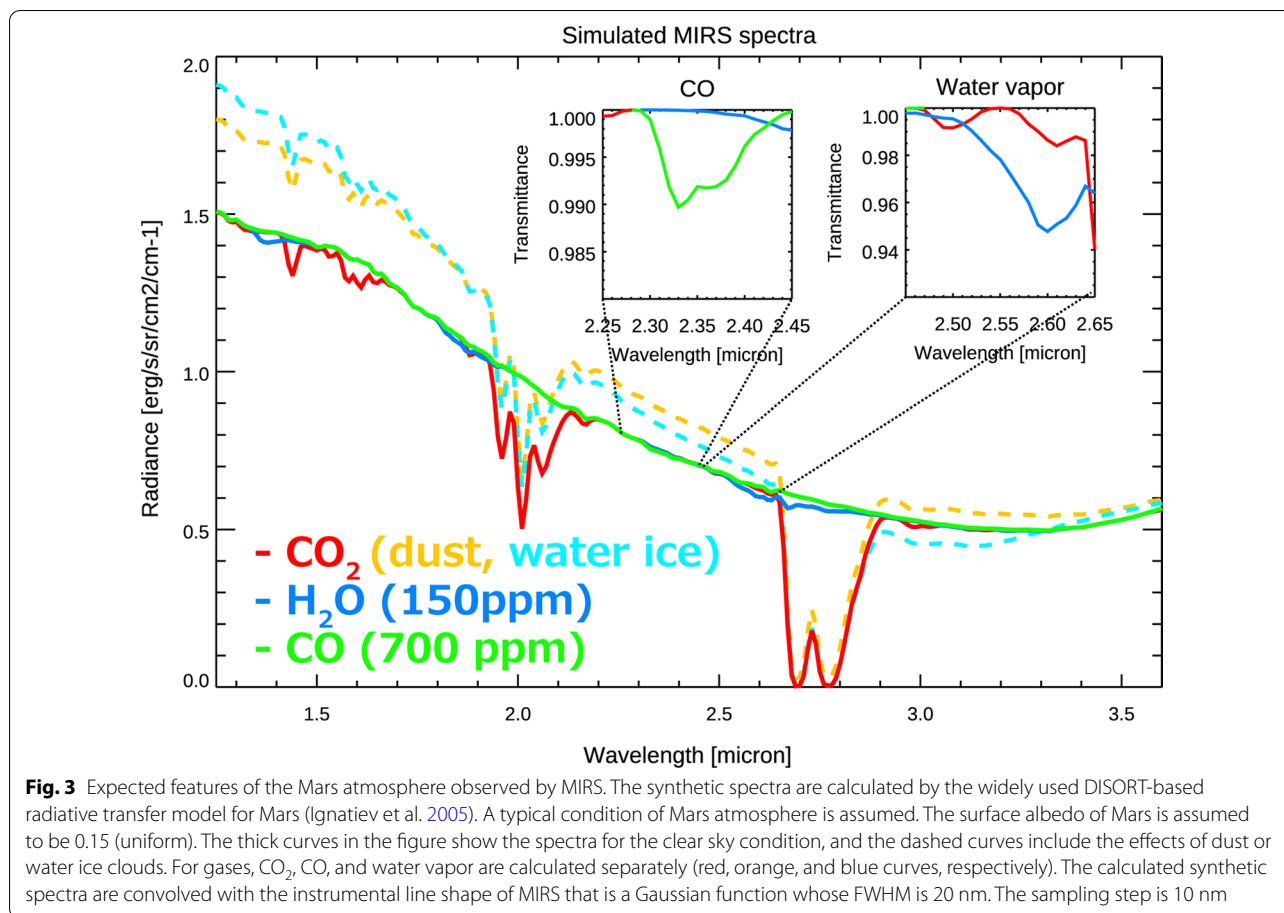 Simulated MIRS spectra
2.0
1.5
1.0
0.5
0.0
Radiance [erg/s/sr/cm2/cm-1]
CO
1.000
0.995
0.990
0.985
Transmittance
2.25 2.30 2.35 2.40 2.45
Wavelength [micron]
Water vapor
1.00
0.98
0.96
0.94
Transmittance
2.50 2.55 2.60 2.65
Wavelength [micron]
- CO₂ (dust, water ice)
- H₂O (150ppm)
- CO (700 ppm)
1.5 2.0 2.5 3.0 3.5
Wavelength [micron]
Fig. 3 Expected features of the Mars atmosphere observed by MIRS. The synthetic spectra are calculated by the widely used DISORT-based
radiative transfer model for Mars (Ignatiev et al. 2005). A typical condition of Mars atmosphere is assumed. The surface albedo of Mars is assumed
to be 0.15 (uniform). The thick curves in the figure show the spectra for the clear sky condition, and the dashed curves include the effects of dust or
water ice clouds. For gases, CO₂, CO, and water vapor are calculated separately (red, orange, and blue curves, respectively). The calculated synthetic
spectra are convolved with the instrumental line shape of MIRS that is a Gaussian function whose FWHM is 20 nm. The sampling step is 10 nm